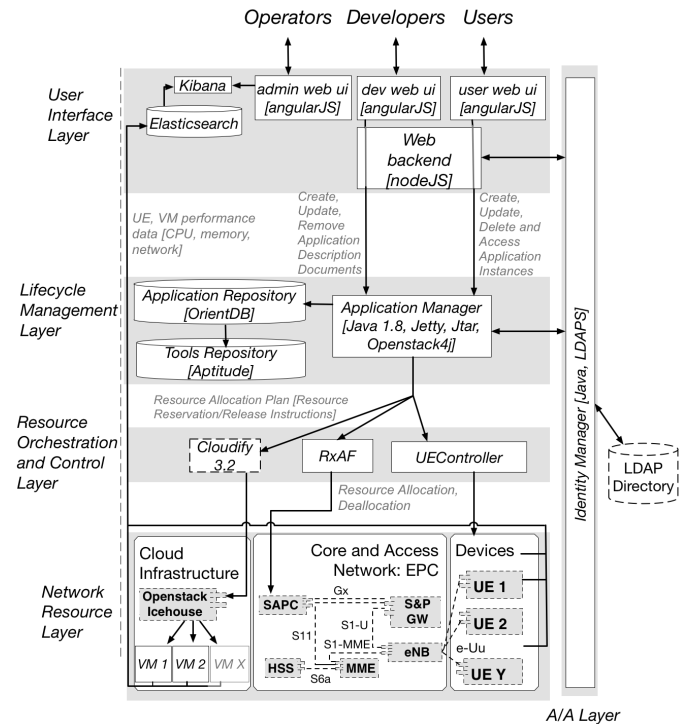 Operators Developers Users
User
Interface
Layer
Kibana
Elasticsearch
admin web ui
[angularJS]
dev web ui
[angularJS]
user web ui
[angularJS]
Web
backend
[nodeJS]
UE, VM performance
data [CPU, memory,
network]
Create,
Update,
Remove
Application
Description
Documents
Create,
Update,
Delete and
Access
Application
Instances
Lifecycle
Management
Layer
Application Repository
[OrientDB]
Tools Repository
[Aptitude]
Application Manager
[Java 1.8, Jetty, Jtar,
Openstack4j]
Identity Manager [Java, LDAPS]
LDAP
Directory
Resource Allocation Plan [Resource
Reservation/Release Instructions]
Resource
Orchestration
and Control
Layer
Cloudify
3.2
RxAF
UEController
Resource Allocation,
Deallocation
Network
Resource
Layer
Cloud
Infrastructure
Openstack
Icehouse
VM 1
VM 2
VM X
Core and Access
Network: EPC
SAPC
Gx
S&P
GW
S11
S1-U
S1-MME
eNB
HSS
S6a
MME
Devices
UE 1
UE 2
e-Uu
UE Y
A/A Layer